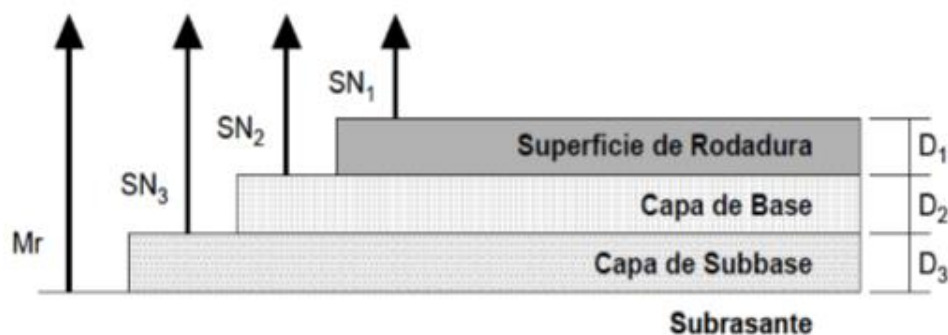 SN₁
Superficie de Rodadura
D₁
SN₂
Capa de Base
D₂
SN₃
Mr
Capa de Subbase
D₃
Subrasante